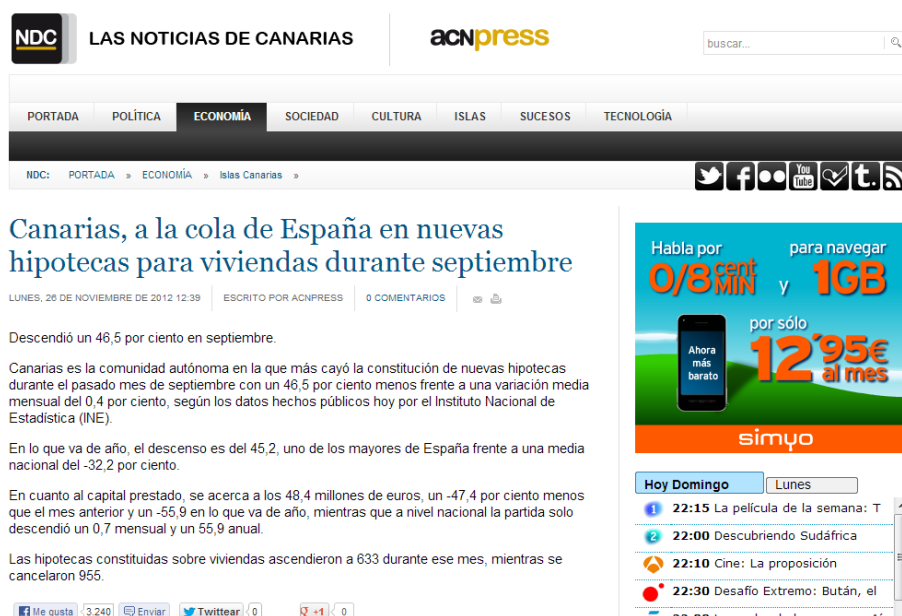 NDC LAS NOTICIAS DE CANARIAS
acnpress
buscar...
PORTADA POLÍTICA ECONOMÍA SOCIEDAD CULTURA ISLAS SUCESOS TECNOLOGÍA
NDC: PORTADA » ECONOMÍA » Islas Canarias »
You Tube t.
Canarias, a la cola de España en nuevas
hipotecas para viviendas durante septiembre
LUNES, 26 DE NOVIEMBRE DE 2012 12:39 ESCRITO POR ACNPRESS 0 COMENTARIOS
Descendió un 46,5 por ciento en septiembre.
Canarias es la comunidad autónoma en la que más cayó la constitución de nuevas hipotecas
durante el pasado mes de septiembre con un 46,5 por ciento menos frente a una variación media
mensual del 0,4 por ciento, según los datos hechos públicos hoy por el Instituto Nacional de
Estadística (INE).
En lo que va de año, el descenso es del 45,2, uno de los mayores de España frente a una media
nacional del -32,2 por ciento.
En cuanto al capital prestado, se acerca a los 48,4 millones de euros, un -47,4 por ciento menos
que el mes anterior y un -55,9 en lo que va de año, mientras que a nivel nacional la partida solo
descendió un 0,7 mensual y un 55,9 anual.
Las hipotecas constituidas sobre viviendas ascendieron a 633 durante ese mes, mientras se
cancelaron 955.
Me gusta 3.240 Enviar Twittear 0 +1 0
Habla por para navegar
0/8 cent MIN y 1GB
por sólo
12'95€
al mes
Ahora
más
barato
simyo
Hoy Domingo Lunes
1 22:15 La película de la semana: T
2 22:00 Descubriendo Sudáfrica
22:10 Cine: La proposición
22:30 Desafío Extremo: Bután, el